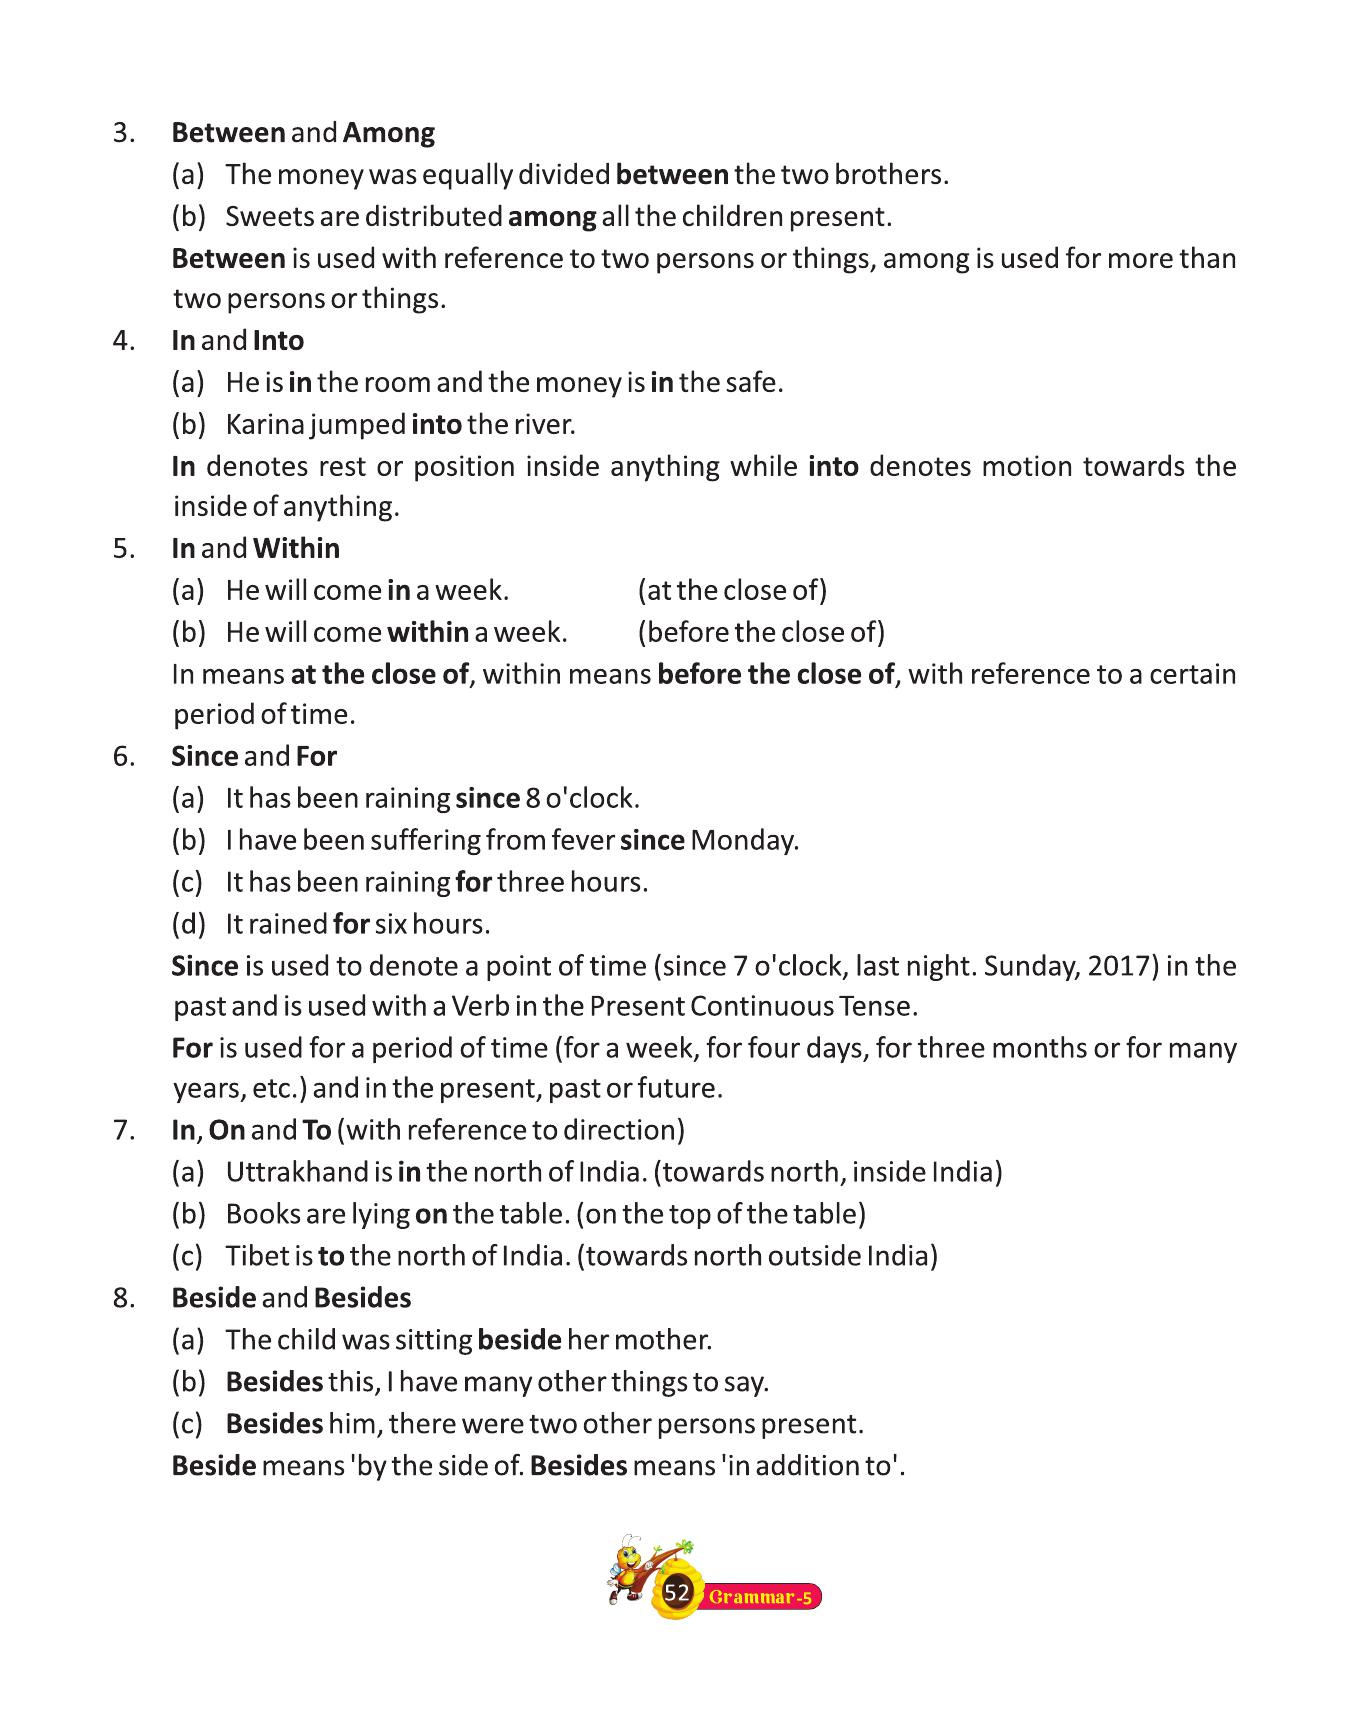 3. Between and Among
(a) The money was equally divided between the two brothers.
(b) Sweets are distributed among all the children present.
Between is used with reference to two persons or things, among is used for more than
two persons or things.
4. In and Into
(a) He is in the room and the money is in the safe.
(b) Karina jumped into the river.
In denotes rest or position inside anything while into denotes motion towards the
inside of anything.
5. In and Within
(a) He will come in a week. (at the close of)
(b) He will come within a week. (before the close of)
In means at the close of, within means before the close of, with reference to a certain
period of time.
6. Since and For
(a) It has been raining since 8 o'clock.
(b) I have been suffering from fever since Monday.
(c) It has been raining for three hours.
(d) It rained for six hours.
Since is used to denote a point of time (since 7 o'clock, last night. Sunday, 2017) in the
past and is used with a Verb in the Present Continuous Tense.
For is used for a period of time (for a week, for four days, for three months or for many
years, etc.) and in the present, past or future.
7. In, On and To (with reference to direction)
(a) Uttrakhand is in the north of India. (towards north, inside India)
(b) Books are lying on the table. (on the top of the table)
(c) Tibet is to the north of India. (towards north outside India)
8. Beside and Besides
(a) The child was sitting beside her mother.
(b) Besides this, I have many other things to say.
(c) Besides him, there were two other persons present.
Beside means 'by the side of. Besides means 'in addition to'.
52 Grammar-5